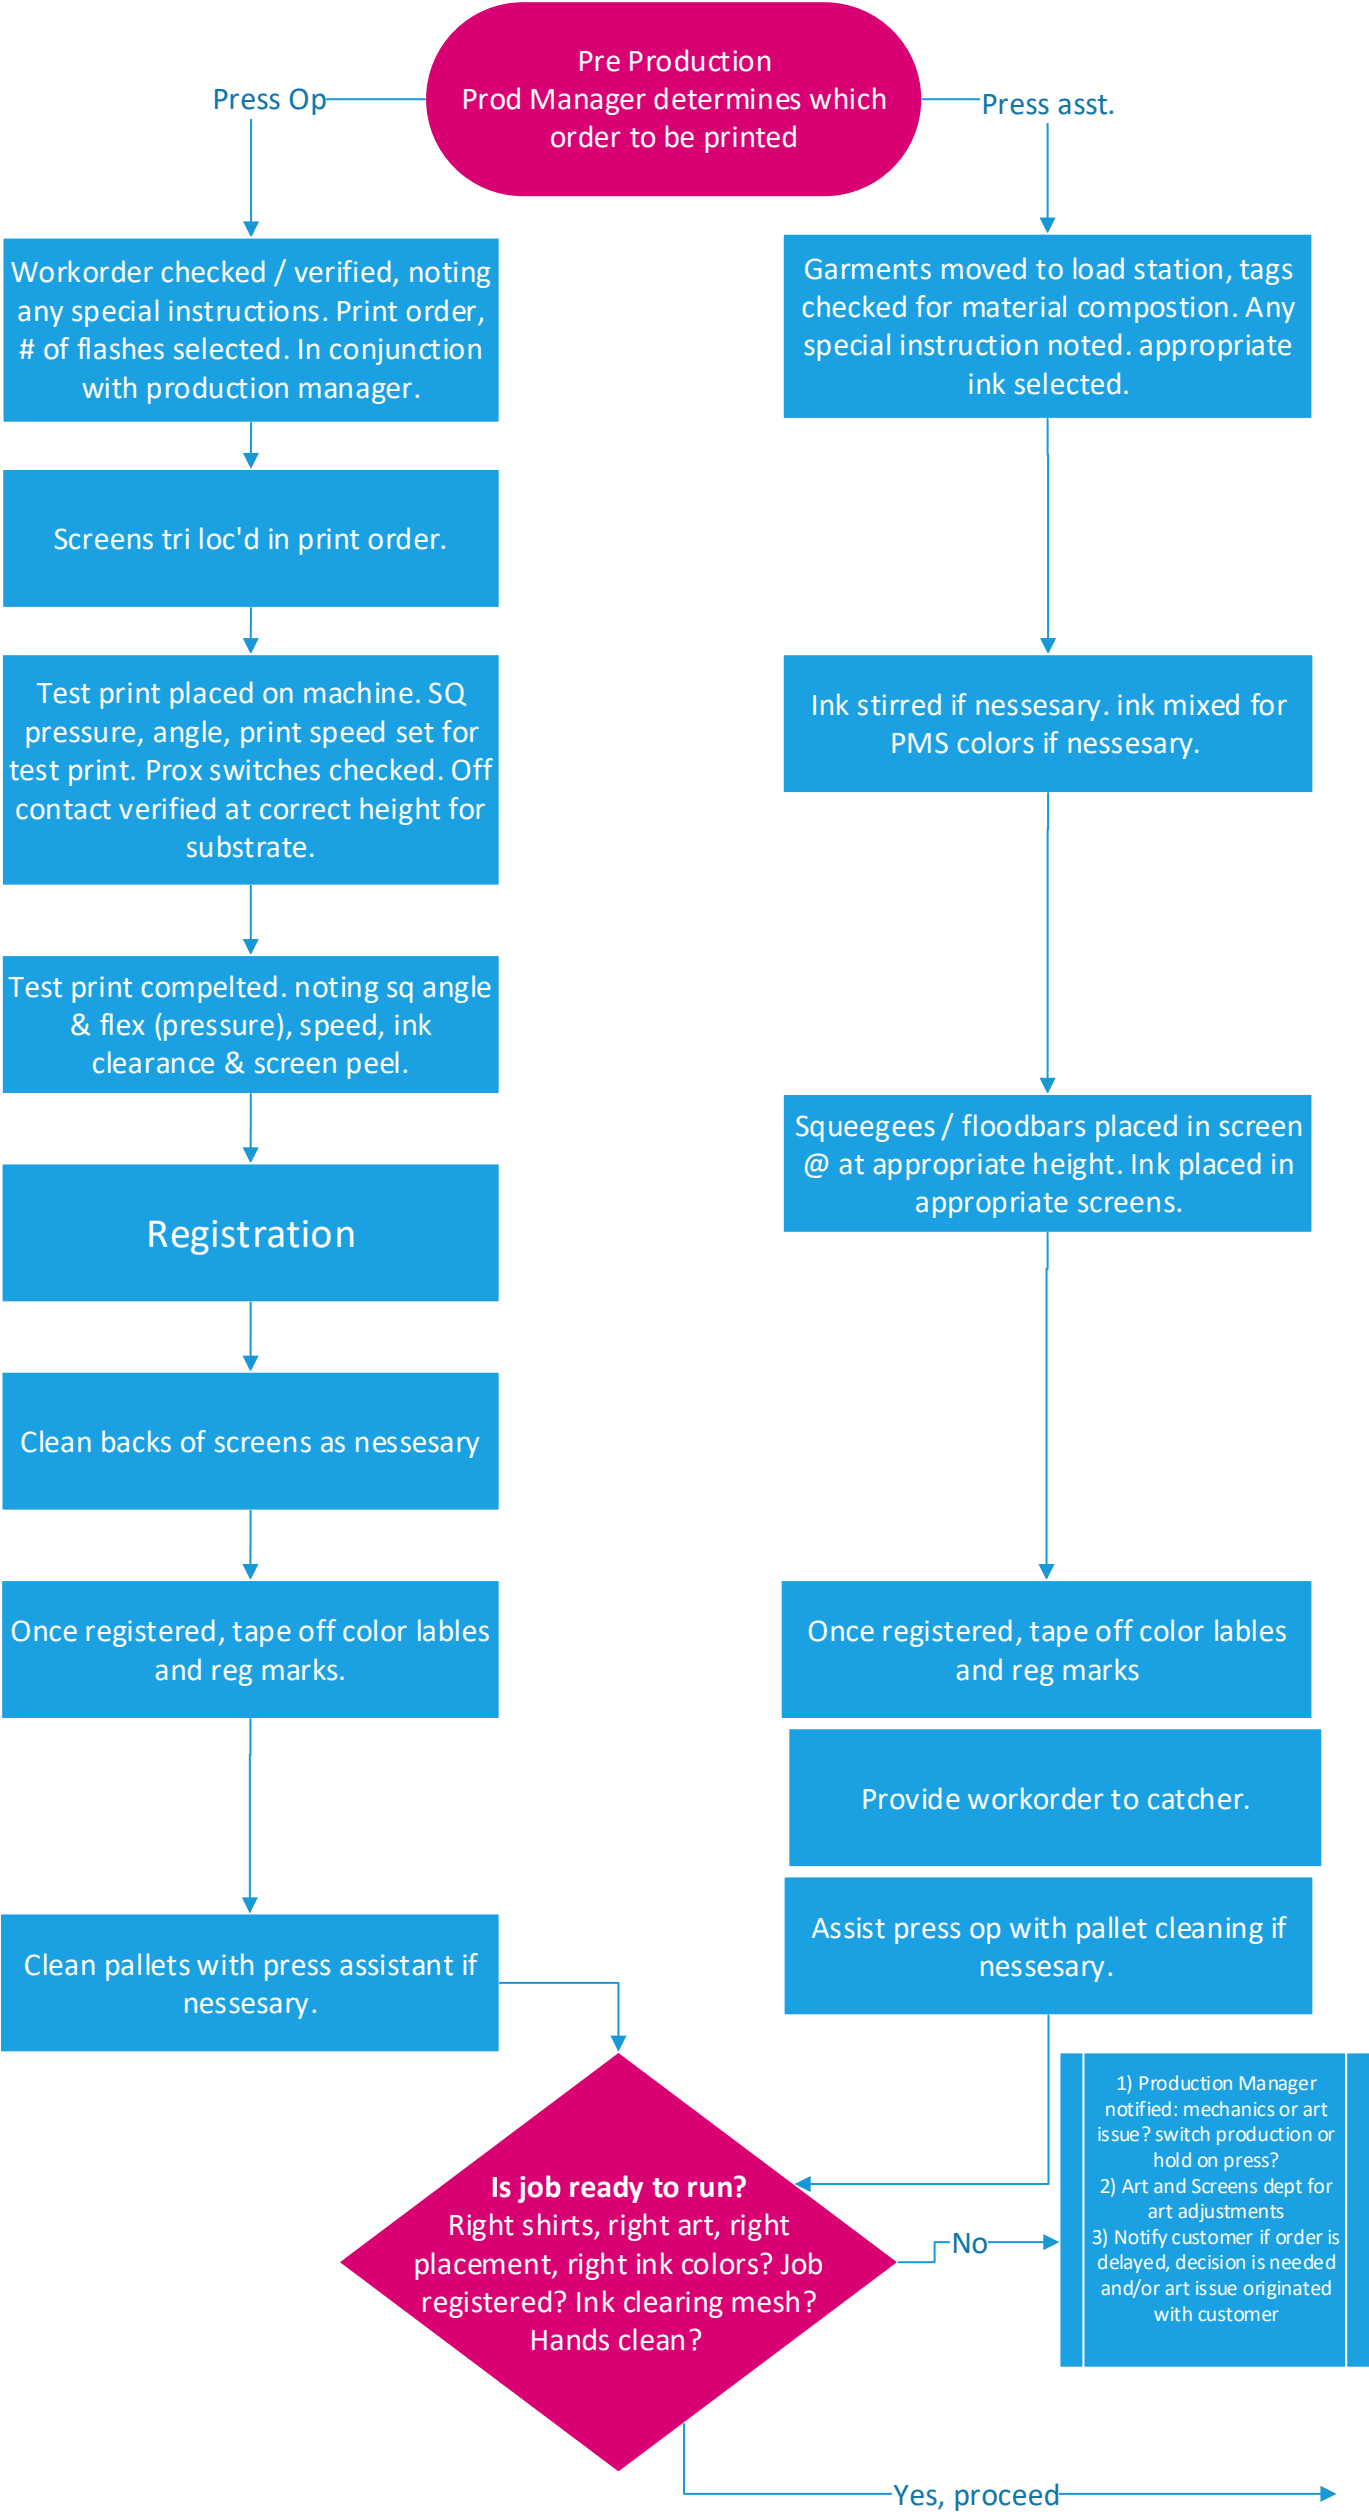 Pre Production
Prod Manager determines which
order to be printed
Press Op
Press asst.
Workorder checked / verified, noting
any special instructions. Print order,
# of flashes selected. In conjunction
with production manager.
Screens tri loc'd in print order.
Test print placed on machine. SQ
pressure, angle, print speed set for
test print. Prox switches checked. Off
contact verified at correct height for
substrate.
Test print compelted. noting sq angle
& flex (pressure), speed, ink
clearance & screen peel.
Registration
Clean backs of screens as nessesary
Once registered, tape off color lables
and reg marks.
Clean pallets with press assistant if
nessesary.
Garments moved to load station, tags
checked for material compostion. Any
special instruction noted. appropriate
ink selected.
Ink stirred if nessesary. ink mixed for
PMS colors if nessesary.
Squeegees / floodbars placed in screen
@ at appropriate height. Ink placed in
appropriate screens.
Once registered, tape off color lables
and reg marks
Provide workorder to catcher.
Assist press op with pallet cleaning if
nessesary.
Is job ready to run?
Right shirts, right art, right
placement, right ink colors? Job
registered? Ink clearing mesh?
Hands clean?
No
1) Production Manager
notified: mechanics or art
issue? switch production or
hold on press?
2) Art and Screens dept for
art adjustments
3) Notify customer if order is
delayed, decision is needed
and/or art issue originated
with customer
Yes, proceed